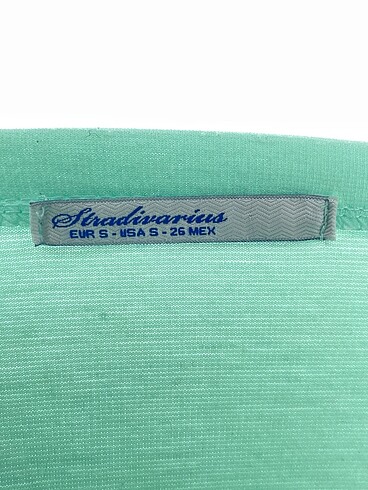 Stradivarius
EUR S - USA S - 26 MEX